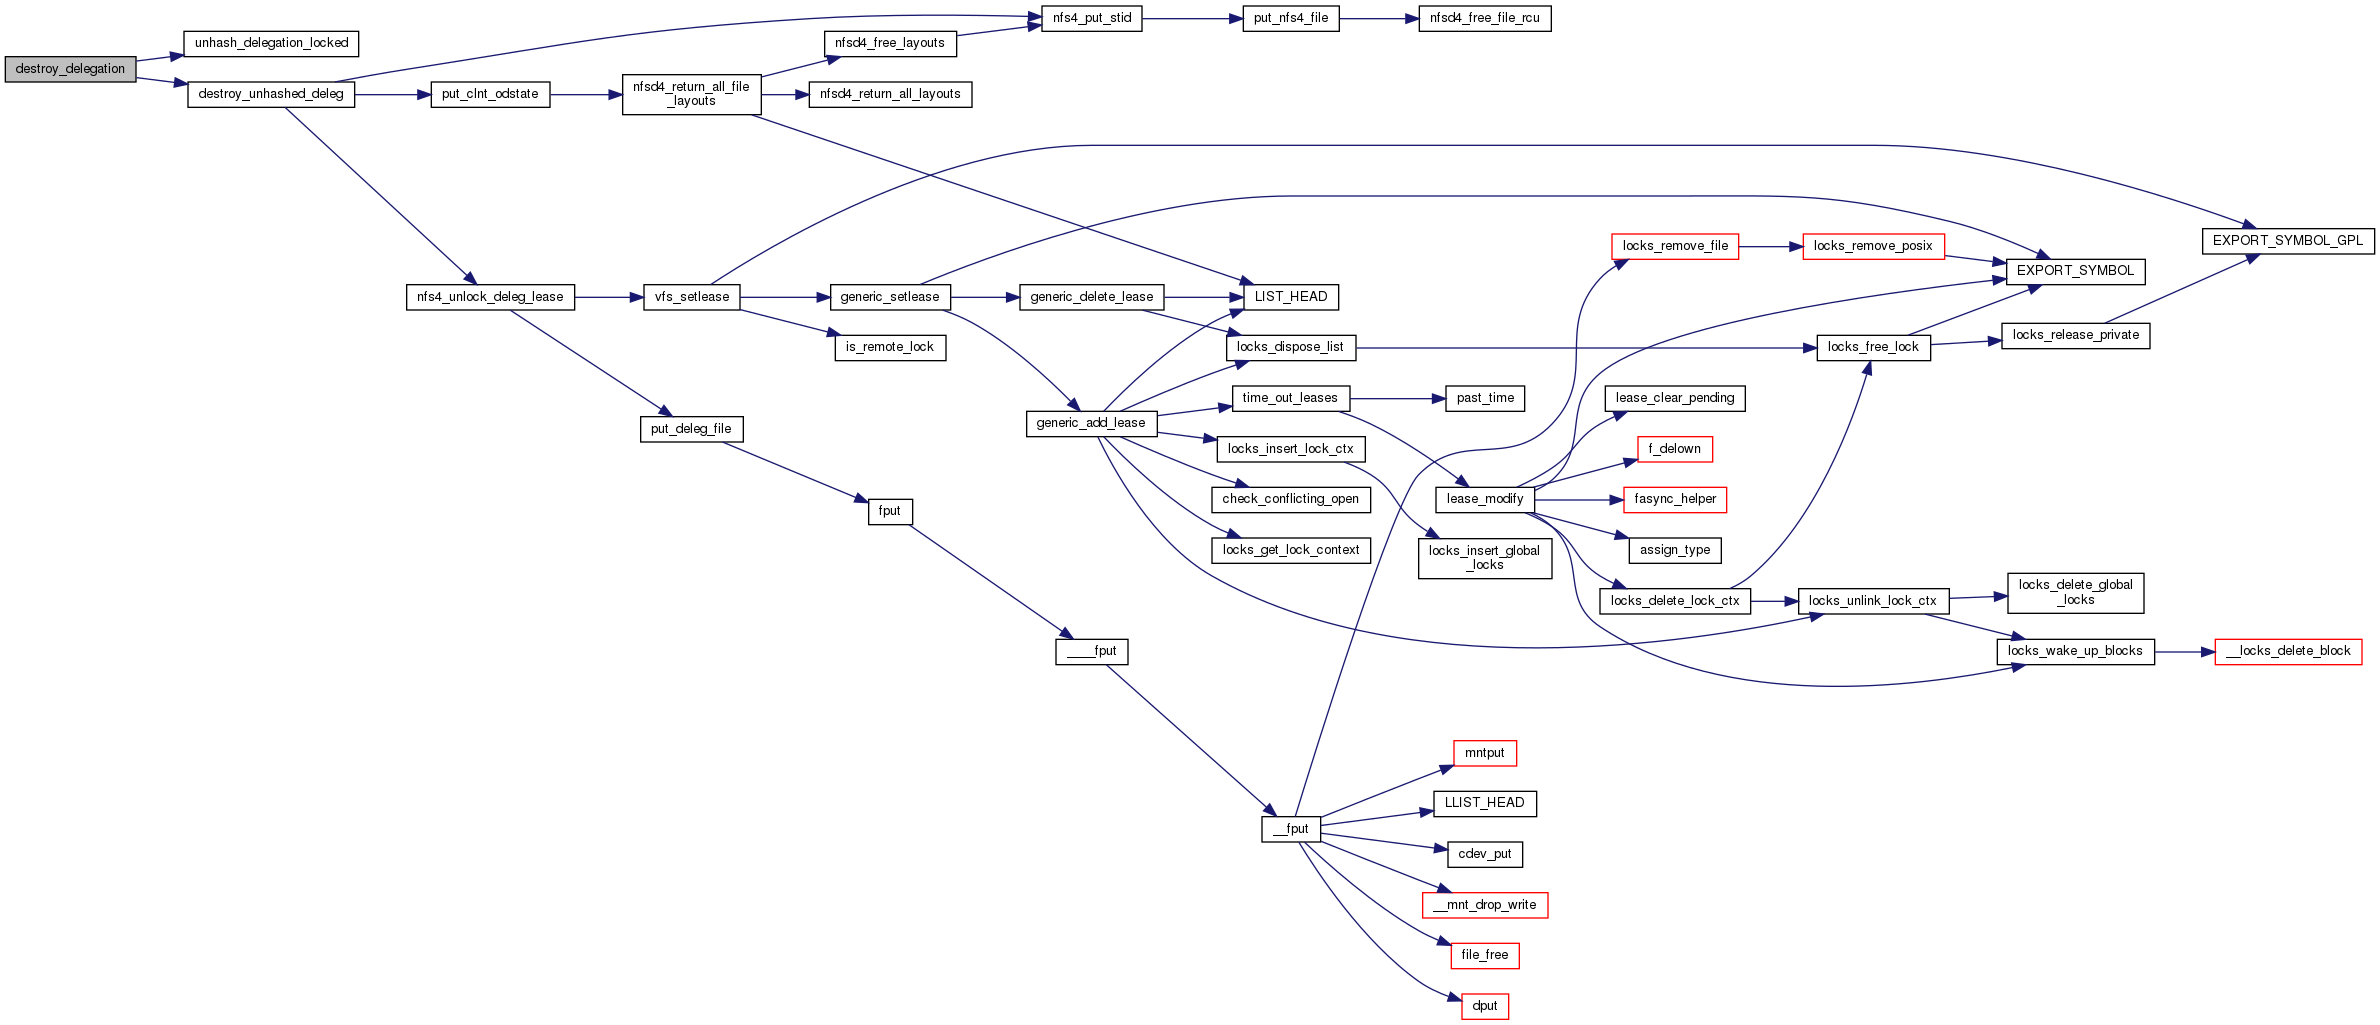 destroy_delegation
unhash_delegation_locked
destroy_unhashed_deleg
put_clnt_odstate
nfsd4_return_all_file
_layouts
nfsd4_free_layouts
nfsd4_return_all_layouts
nfs4_put_stid
put_nfs4_file
nfsd4_free_file_rcu
nfs4_unlock_deleg_lease
vfs_setlease
generic_setlease
is_remote_lock
generic_delete_lease
LIST_HEAD
locks_dispose_list
generic_add_lease
time_out_leases
past_time
locks_insert_lock_ctx
check_conflicting_open
locks_get_lock_context
lease_modify
locks_insert_global
_locks
locks_remove_file
locks_remove_posix
EXPORT_SYMBOL
EXPORT_SYMBOL_GPL
locks_free_lock
locks_release_private
lease_clear_pending
f_delown
fasync_helper
assign_type
locks_delete_lock_ctx
locks_unlink_lock_ctx
locks_delete_global
_locks
locks_wake_up_blocks
__locks_delete_block
put_deleg_file
fput
____fput
__fput
mntput
LLIST_HEAD
cdev_put
__mnt_drop_write
file_free
dput